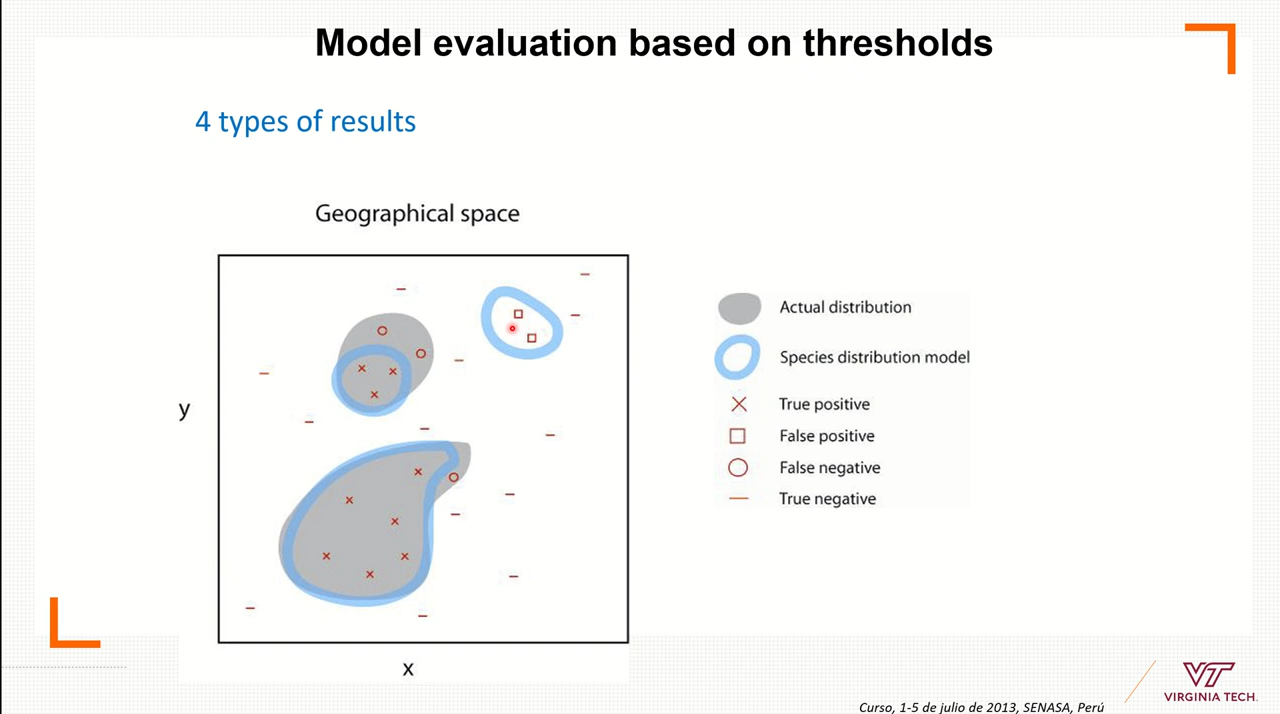 Model evaluation based on thresholds
4 types of results
Geographical space
y
x
Actual distribution
Species distribution model
True positive
False positive
False negative
True negative
VT
VIRGINIA TECH.
Curso, 1-5 de julio de 2013, SENASA, Perú